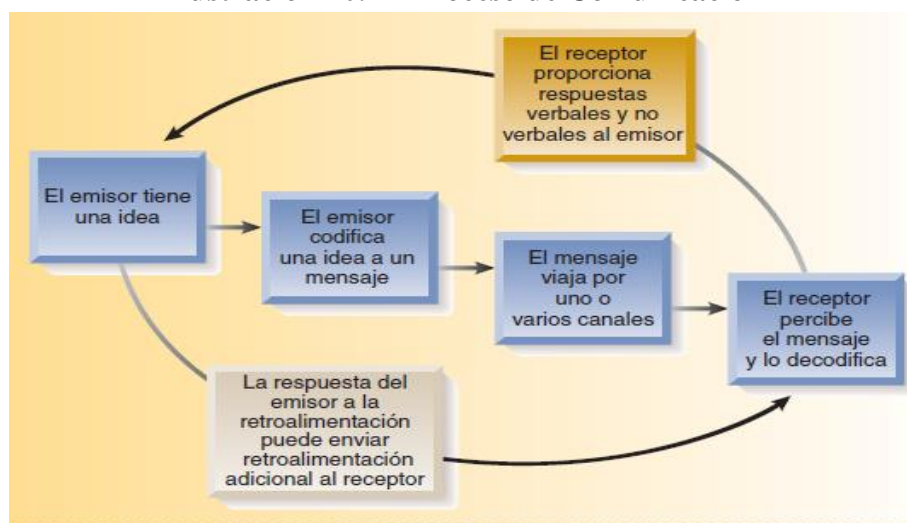 El receptor
proporciona
respuestas
verbales y no
verbales al emisor
El emisor tiene
una idea
El emisor
codifica
una idea a un
mensaje
El mensaje
viaja por
uno o
varios canales
El receptor
percibe
el mensaje
y lo decodifica
La respuesta del
emisor a la
retroalimentación
puede enviar
retroalimentación
adicional al receptor